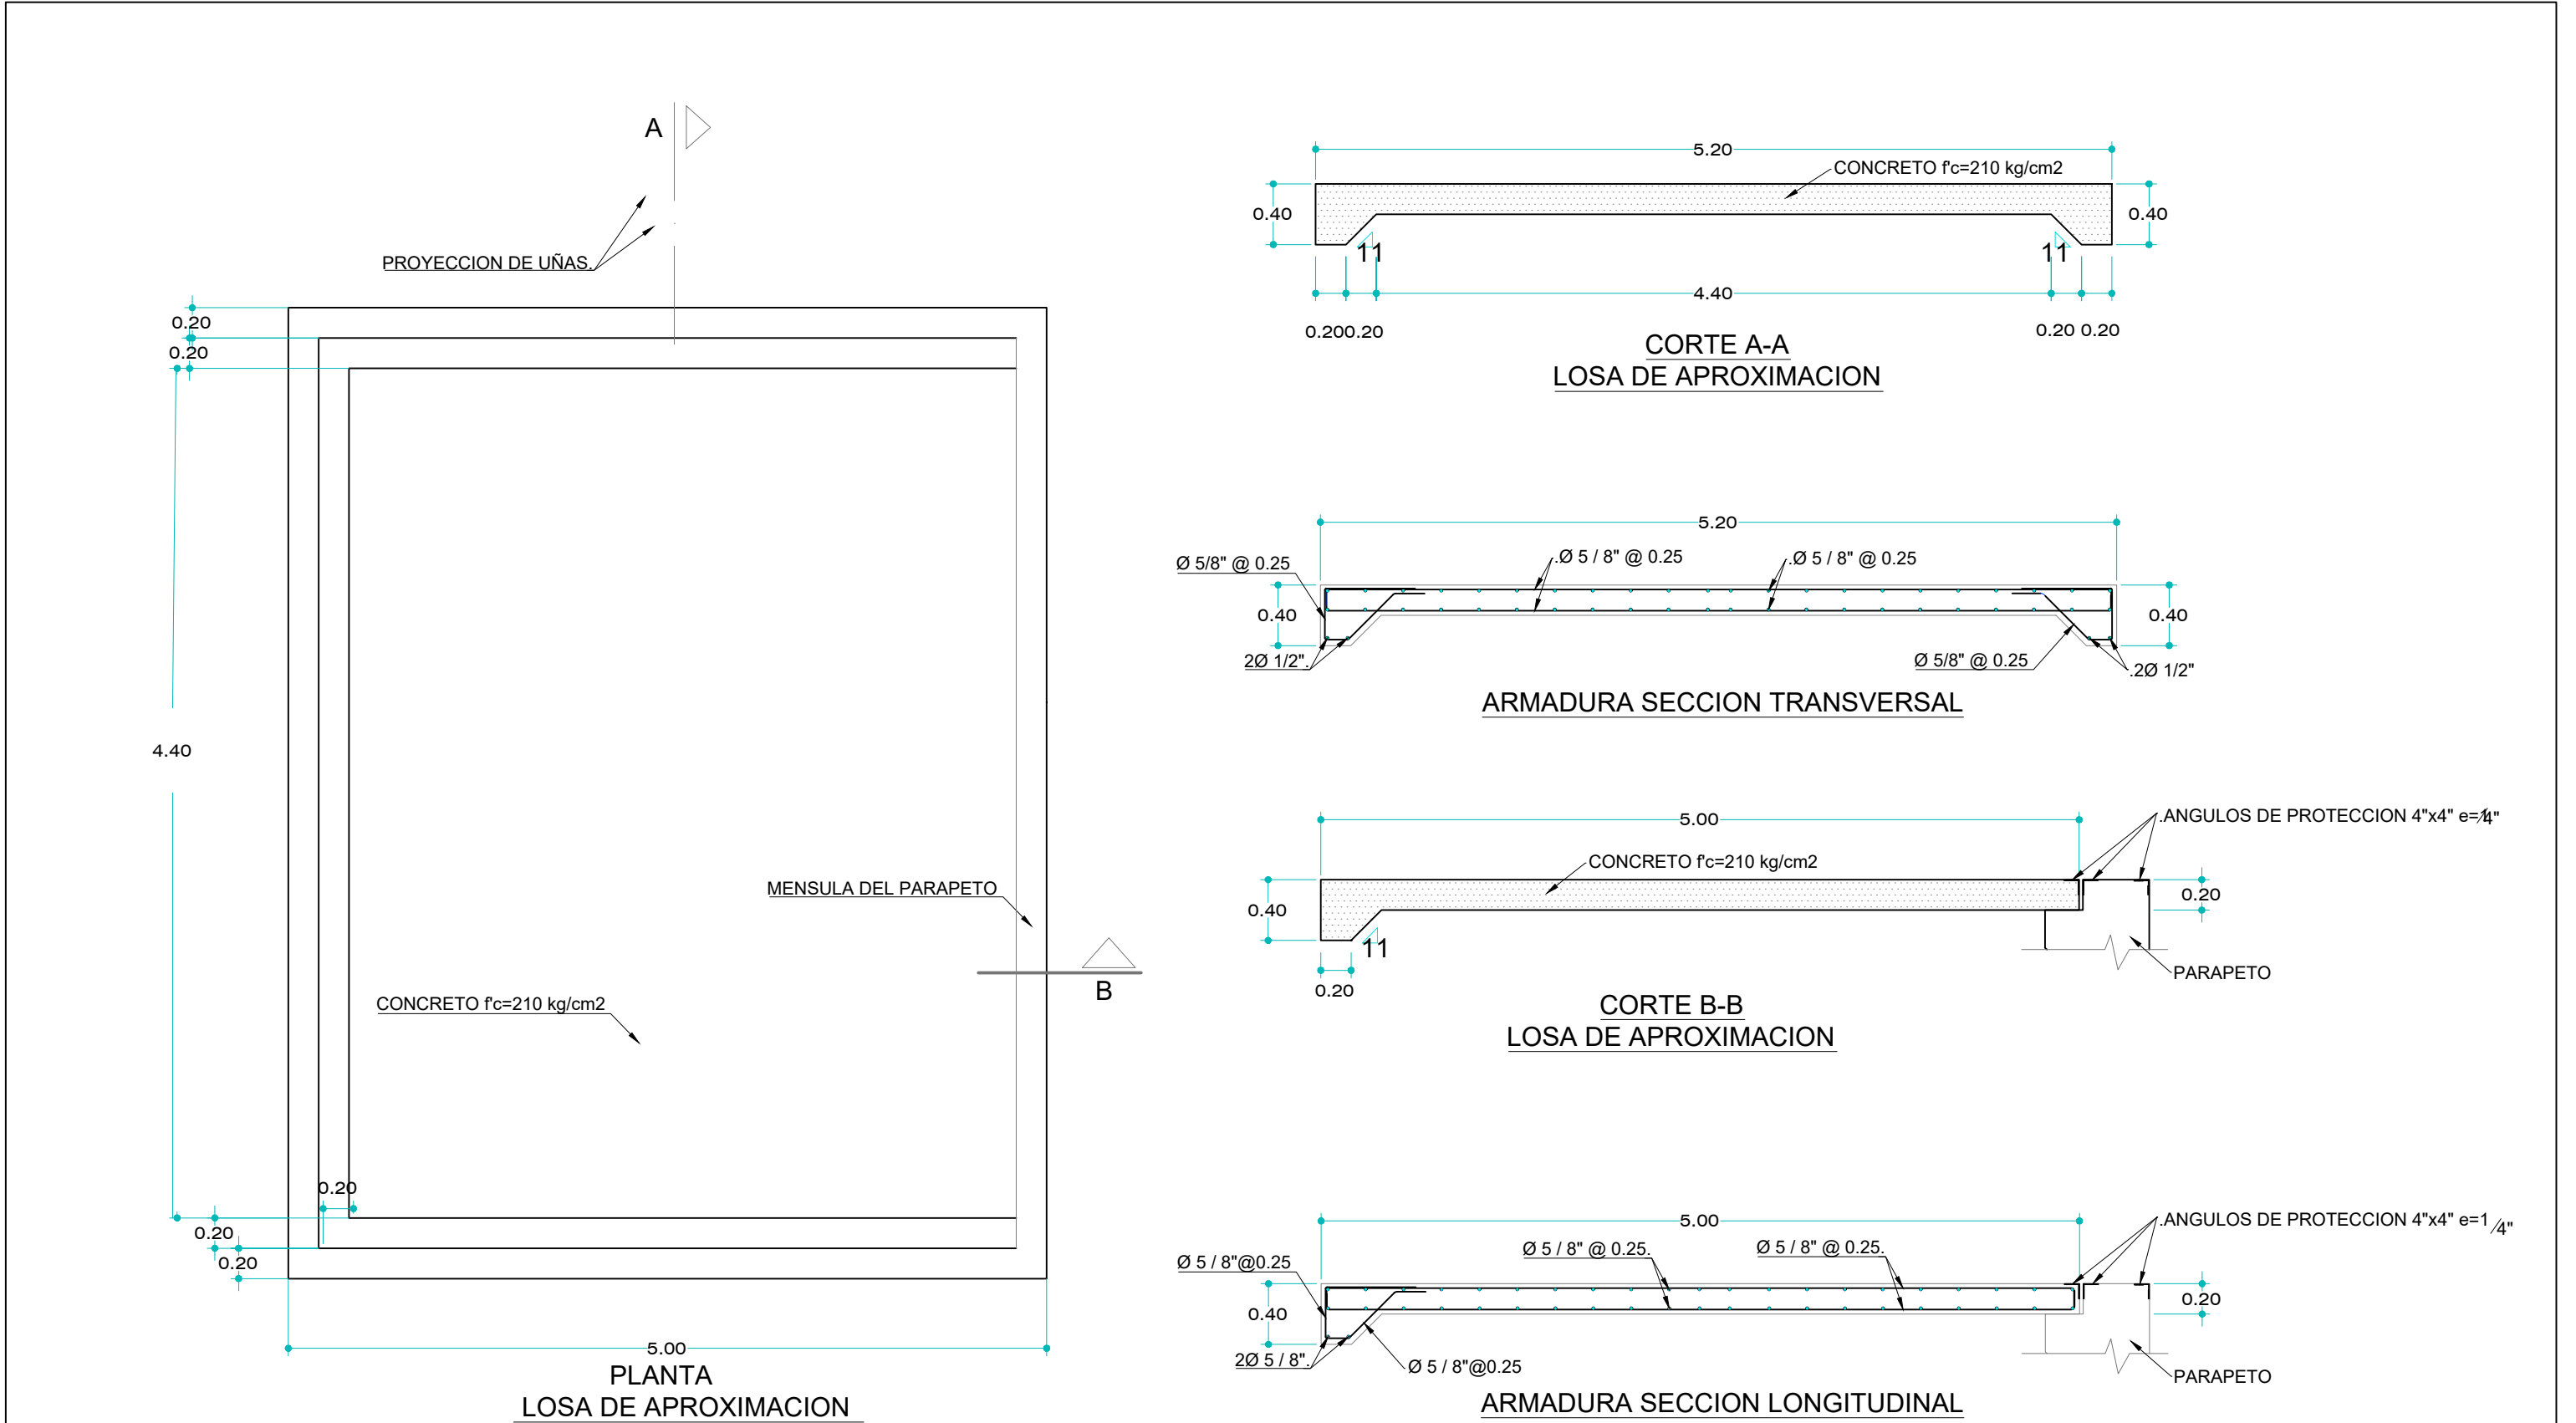 A
PROYECCION DE UÑAS.
0.20
0.20
4.40
MENSULA DEL PARAPETO
B
CONCRETO f'c=210 kg/cm2
0.20
0.20
0.20
5.00
PLANTA
LOSA DE APROXIMACION
5.20
CONCRETO f'c=210 kg/cm2
0.40
0.40
11
11
4.40
0.200.20
0.20 0.20
CORTE A-A
LOSA DE APROXIMACION
5.20
Ø 5/8" @ 0.25
.Ø 5 / 8" @ 0.25
.Ø 5 / 8" @ 0.25
0.40
0.40
2Ø 1/2".
Ø 5/8" @ 0.25
.2Ø 1/2"
ARMADURA SECCION TRANSVERSAL
5.00
.ANGULOS DE PROTECCION 4"x4" e=1/4"
CONCRETO f'c=210 kg/cm2
0.40
0.20
11
0.20
PARAPETO
CORTE B-B
LOSA DE APROXIMACION
5.00
.ANGULOS DE PROTECCION 4"x4" e=1/4"
Ø 5 / 8"@0.25
Ø 5 / 8" @ 0.25.
Ø 5 / 8" @ 0.25.
0.40
0.20
2Ø 5 / 8".
Ø 5 / 8"@0.25
PARAPETO
ARMADURA SECCION LONGITUDINAL